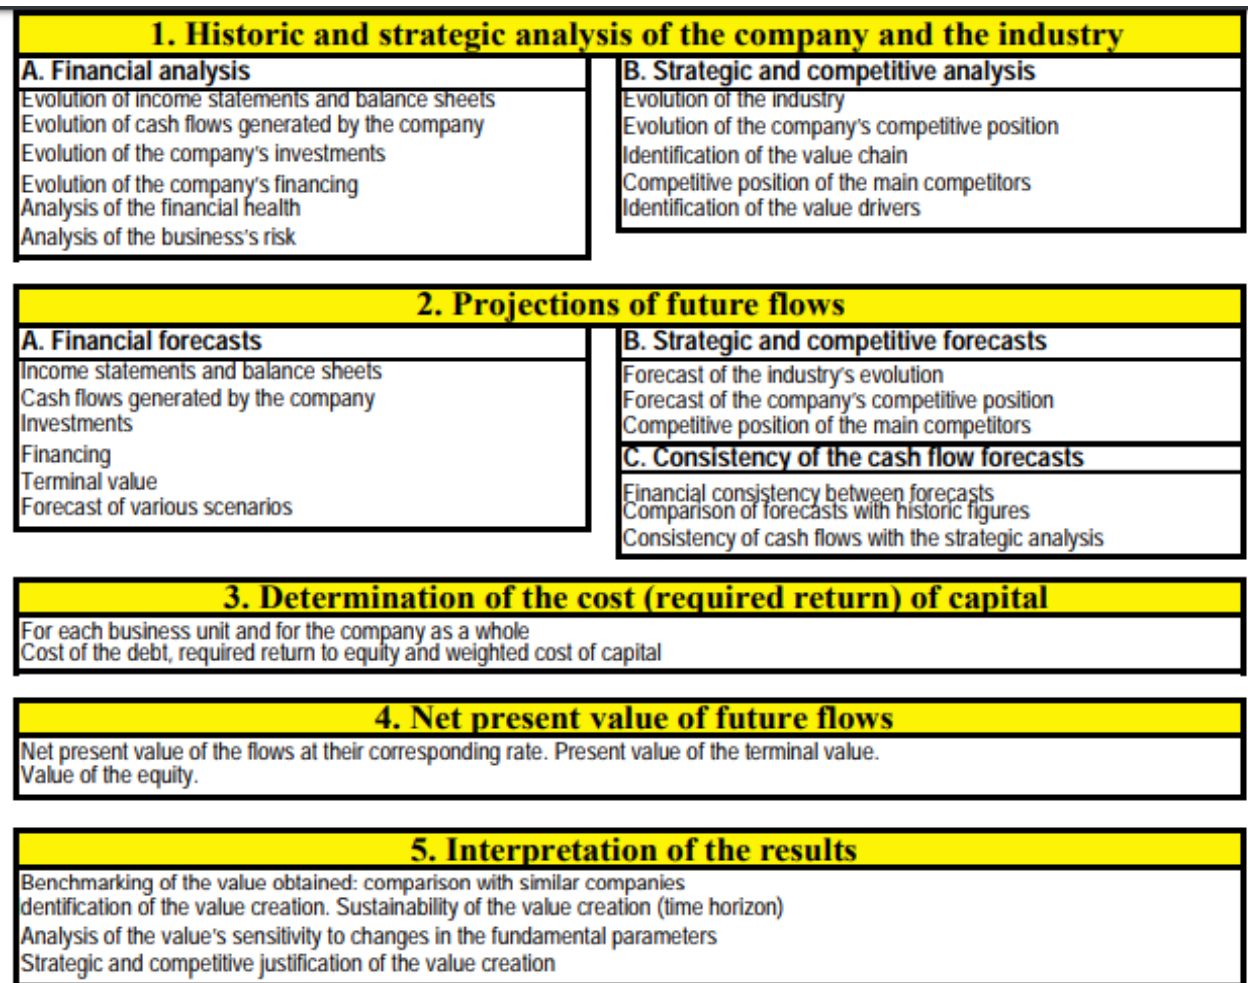 1. Historic and strategic analysis of the company and the industry
A. Financial analysis
Evolution of income statements and balance sheets
Evolution of cash flows generated by the company
Evolution of the company's investments
Evolution of the company's financing
Analysis of the financial health
Analysis of the business's risk
B. Strategic and competitive analysis
Evolution of the industry
Evolution of the company's competitive position
Identification of the value chain
Competitive position of the main competitors
Identification of the value drivers
2. Projections of future flows
A. Financial forecasts
Income statements and balance sheets
Cash flows generated by the company
Investments
Financing
Terminal value
Forecast of various scenarios
B. Strategic and competitive forecasts
Forecast of the industry's evolution
Forecast of the company's competitive position
Competitive position of the main competitors
C. Consistency of the cash flow forecasts
Financial consistency between forecasts
Comparison of forecasts with historic figures
Consistency of cash flows with the strategic analysis
3. Determination of the cost (required return) of capital
For each business unit and for the company as a whole
Cost of the debt, required return to equity and weighted cost of capital
4. Net present value of future flows
Net present value of the flows at their corresponding rate. Present value of the terminal value.
Value of the equity.
5. Interpretation of the results
Benchmarking of the value obtained: comparison with similar companies
dentification of the value creation. Sustainability of the value creation (time horizon)
Analysis of the value's sensitivity to changes in the fundamental parameters
Strategic and competitive justification of the value creation